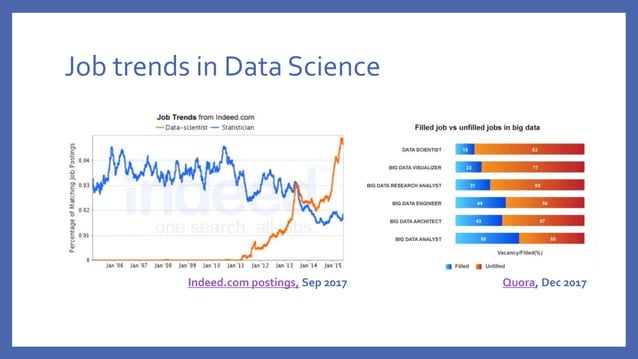 Job trends in Data Science
Job Trends from Indeed.com
Data-scientist Statistician
Percentage of Matching Job Postings
0.04
0.03
0.02
0.01
0
Jan '06 Jan '07 Jan '08 Jan '09 Jan '10 Jan '11 Jan '12 Jan '13 Jan '14 Jan '15
indeed
one search. all jobs.
Indeed.com postings, Sep 2017
Filled job vs unfilled jobs in big data
DATA SCIENTIST 82
BIG DATA VISUALIZER 23 77
BIG DATA RESEARCH ANALYST 31 69
BIG DATA ENGINEER 44 56
BIG DATA ARCHITECT 43 57
BIG DATA ANALYST 50 50
Vacancy/Filled(%)
Filled Unfilled
Quora, Dec 2017